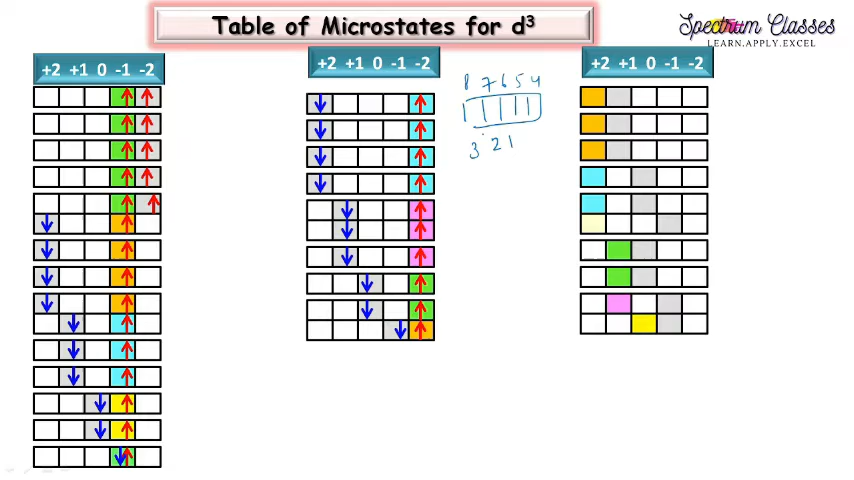 Table of Microstates for d³
Spectrum Classes
LEARN.APPLY.EXCEL
+2 +1 0 -1 -2
+2 +1 0 -1 -2
+2 +1 0 -1 -2
8 7 6 5 4
3 2 1